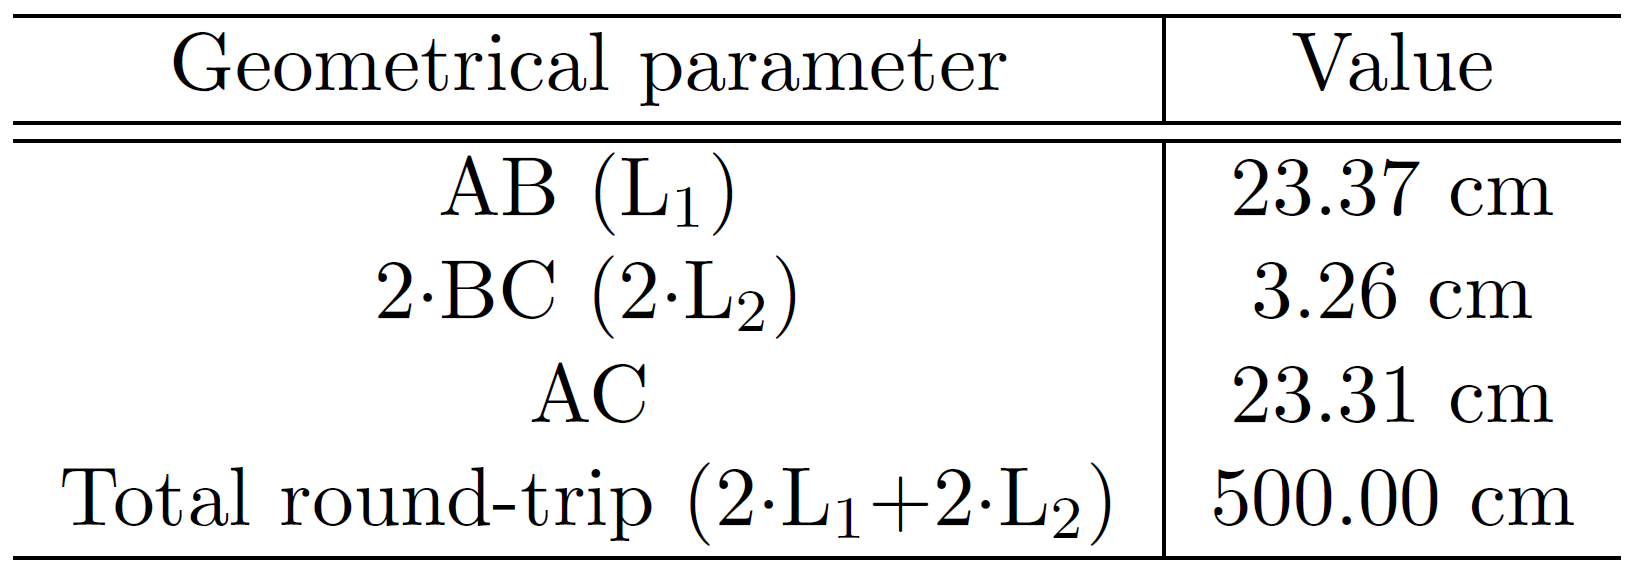 Geometrical parameter Value
AB (L₁) 23.37 cm
2·BC (2·L₂) 3.26 cm
AC 23.31 cm
Total round-trip (2·L₁+2·L₂) 500.00 cm